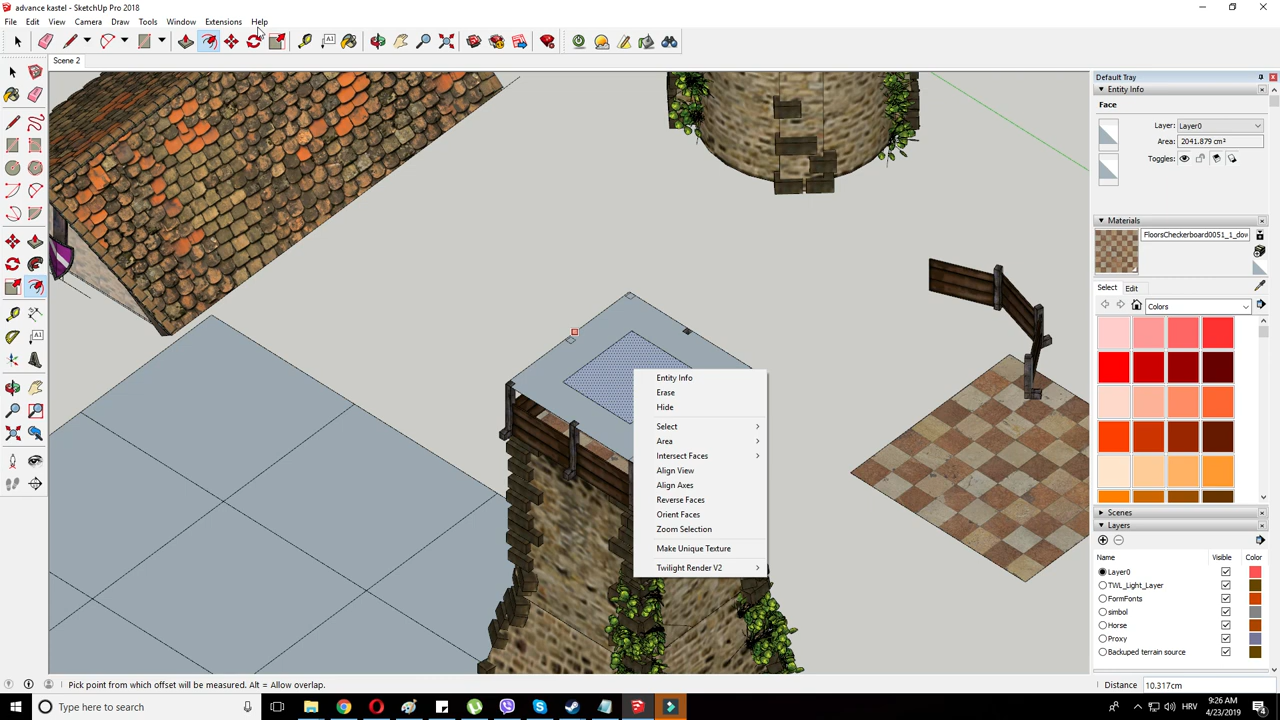 advance kastel - SketchUp Pro 2018
File Edit View Camera Draw Tools Window Extensions Help
Scene 2
Default Tray
Entity Info
Face
Layer: Layer0
Area: 2041.879 cm²
Toggles:
Materials
FloorsCheckerboard0051_1_dow
Select Edit
Colors
Entity Info
Erase
Hide
Select
Area
Intersect Faces
Align View
Align Axes
Reverse Faces
Orient Faces
Zoom Selection
Make Unique Texture
Twilight Render V2
Scenes
Layers
Name Visible Color
Layer0
TWL_Light_Layer
FormFonts
simbol
Horse
Proxy
Backuped terrain source
Pick point from which offset will be measured. Alt = Allow overlap.
Distance 10.317cm
Type here to search
HRV
9:26 AM
4/23/2019